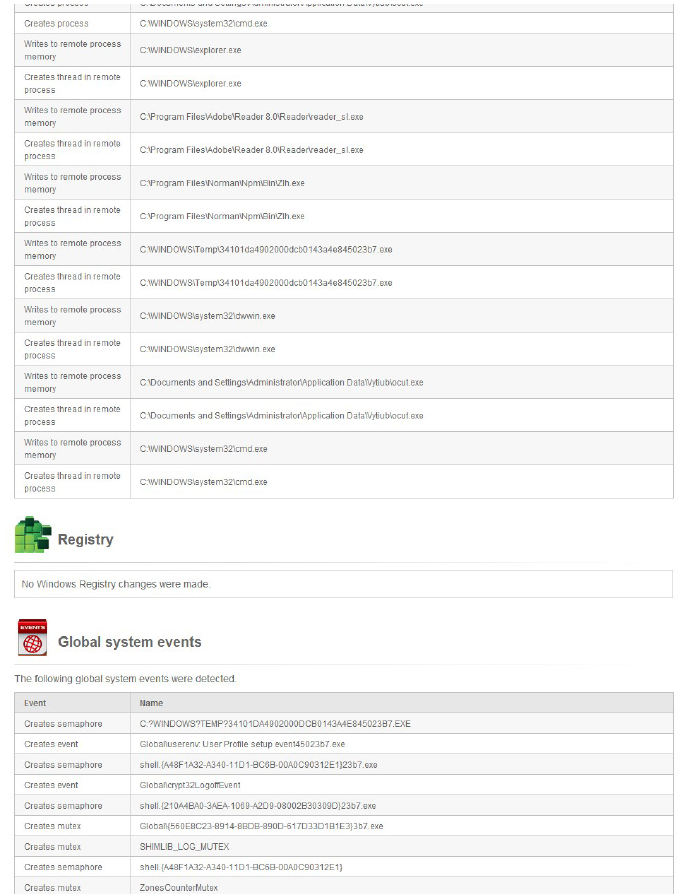 Creates process C:\WINDOWS\system32\cmd.exe
Writes to remote process
memory
C:\WINDOWS\explorer.exe
Creates thread in remote
process
C:\WINDOWS\explorer.exe
Writes to remote process
memory
C:\Program Files\Adobe\Reader 8.0\Reader\reader_sl.exe
Creates thread in remote
process
C:\Program Files\Adobe\Reader 8.0\Reader\reader_sl.exe
Writes to remote process
memory
C:\Program Files\Norman\Npm\Bin\Zlh.exe
Creates thread in remote
process
C:\Program Files\Norman\Npm\Bin\Zlh.exe
Writes to remote process
memory
C:\WINDOWS\Temp\34101da4902000dcb0143a4e845023b7.exe
Creates thread in remote
process
C:\WINDOWS\Temp\34101da4902000dcb0143a4e845023b7.exe
Writes to remote process
memory
C:\WINDOWS\system32\dwwin.exe
Creates thread in remote
process
C:\WINDOWS\system32\dwwin.exe
Writes to remote process
memory
C:\Documents and Settings\Administrator\Application Data\Vytiub\ocut.exe
Creates thread in remote
process
C:\Documents and Settings\Administrator\Application Data\Vytiub\ocut.exe
Writes to remote process
memory
C:\WINDOWS\system32\cmd.exe
Creates thread in remote
process
C:\WINDOWS\system32\cmd.exe
Registry
No Windows Registry changes were made.
EVENTS
Global system events
The following global system events were detected.
Event Name
Creates semaphore C:?WINDOWS?TEMP?34101DA4902000DCB0143A4E845023B7.EXE
Creates event Global\userenv: User Profile setup event45023b7.exe
Creates semaphore shell.{A48F1A32-A340-11D1-BC6B-00A0C90312E1}23b7.exe
Creates event Global\crypt32LogoffEvent
Creates semaphore shell.{210A4BA0-3AEA-1069-A2D9-08002B30309D}23b7.exe
Creates mutex Global\{560E8C23-8914-8BDB-890D-617D33D1B1E3}3b7.exe
Creates mutex SHIMLIB_LOG_MUTEX
Creates semaphore shell.{A48F1A32-A340-11D1-BC6B-00A0C90312E1}
Creates mutex ZonesCounterMutex